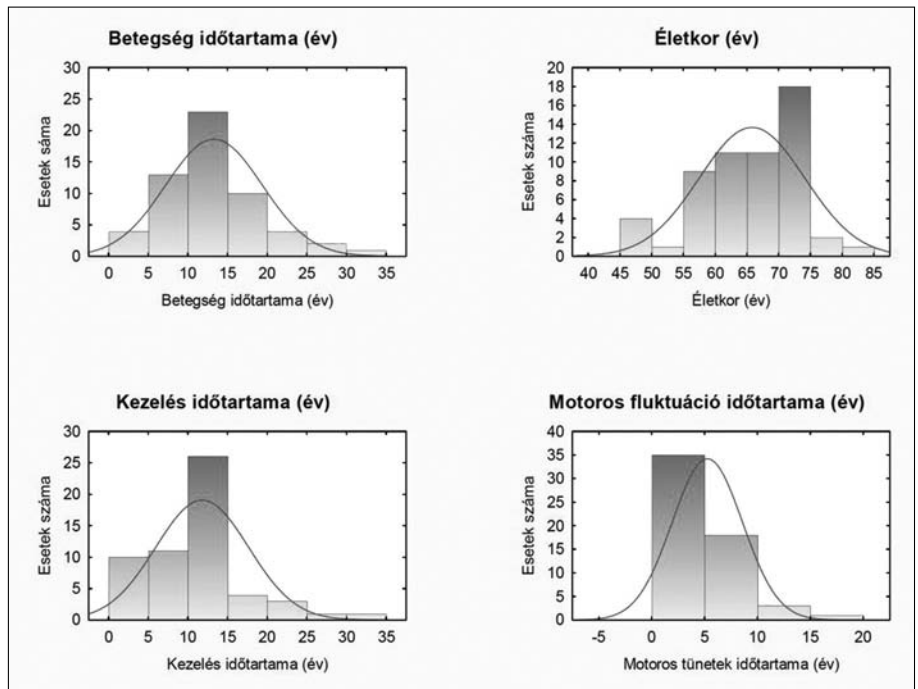 Betegség időtartama (év)
30
25
20
15
10
5
0
Esetek sáma
0 5 10 15 20 25 30 35
Betegség időtartama (év)
Életkor (év)
20
18
16
14
12
10
8
6
4
2
0
Esetek száma
40 45 50 55 60 65 70 75 80 85
Életkor (év)
Kezelés időtartama (év)
30
25
20
15
10
5
0
Esetek száma
0 5 10 15 20 25 30 35
Kezelés időtartama (év)
Motoros fluktuáció időtartama (év)
40
35
30
25
20
15
10
5
0
Esetek száma
-5 0 5 10 15 20
Motoros tünetek időtartama (év)